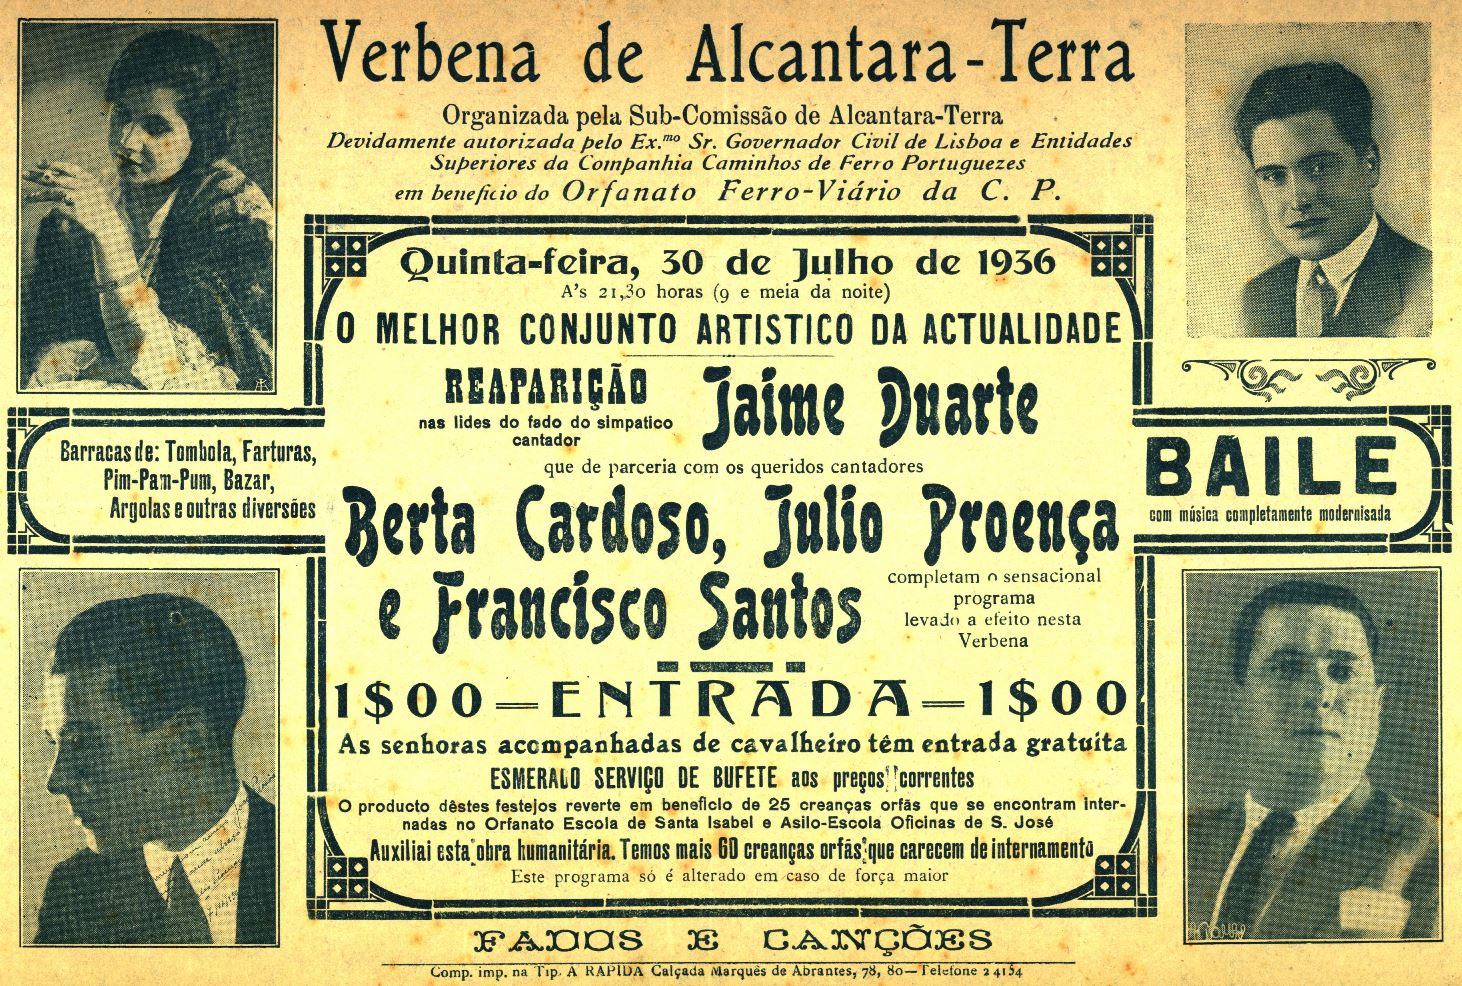 Verbena de Alcantara-Terra
Organizada pela Sub-Comissão de Alcantara-Terra
Devidamente autorizada pelo Ex.mo Sr. Governador Civil de Lisboa e Entidades
Superiores da Companhia Caminhos de Ferro Portuguezes
em beneficio do Orfanato Ferro-Viário da C. P.
Quinta-feira, 30 de Julho de 1936
A's 21,30 horas (9 e meia da noite)
O MELHOR CONJUNTO ARTISTICO DA ACTUALIDADE
REAPARIÇÃO
nas lides do fado do simpatico
cantador
Jaime Duarte
que de parceria com os queridos cantadores
Berta Cardoso, Julio Proença
e Francisco Santos
completam o sensacional
programa
levado a efeito nesta
Verbena
1$00=ENTRADA=1$00
As senhoras acompanhadas de cavalheiro têm entrada gratuita
ESMERALO SERVIÇO DE BUFETE aos preços correntes
O producto dêstes festejos reverte em beneficio de 25 creanças orfãs que se encontram inter-
nadas no Orfanato Escola de Santa Isabel e Asilo-Escola Oficinas de S. José
Auxiliai esta obra humanitária. Temos mais 60 creanças orfãs que carecem de internamento
Este programa só é alterado em caso de força maior
Barracas de: Tombola, Farturas,
Pim-Pam-Pum, Bazar,
Argolas e outras diversões
BAILE
com música completamente modernisada
FADOS E CANÇÕES
Comp. imp. na Tip. A RAPIDA Calçada Marquês de Abrantes, 78, 80—Telefone 2 4154